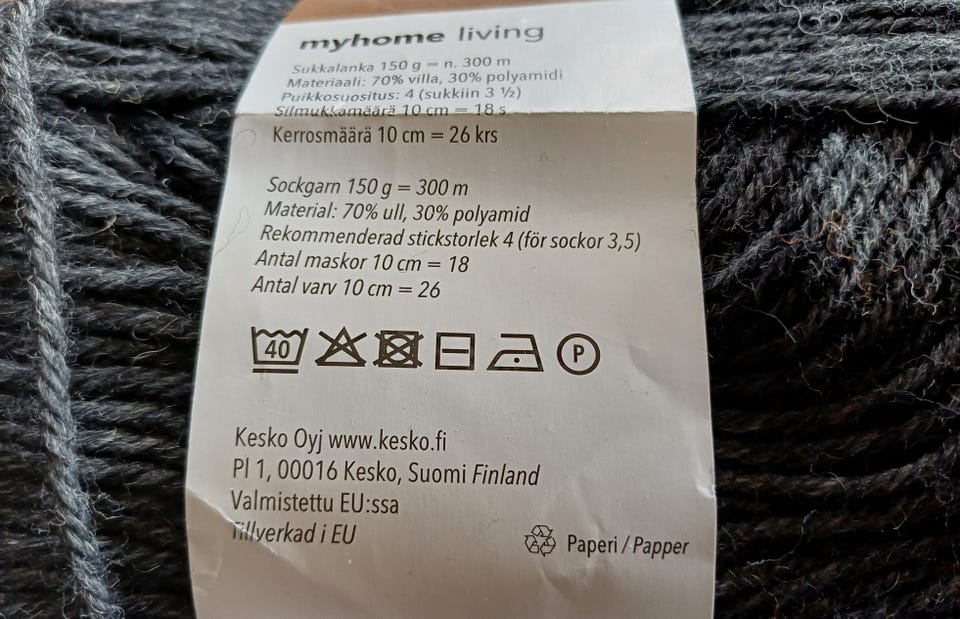 myhome living
Sukkalanka 150 g = n. 300 m
Materiaali: 70% villa, 30% polyamidi
Puikkosuositus: 4 (sukkiin 3 ½)
Silmukkamäärä 10 cm = 18 s
Kerrosmäärä 10 cm = 26 krs
Sockgarn 150 g = 300 m
Material: 70% ull, 30% polyamid
Rekommenderad stickstorlek 4 (för sockor 3,5)
Antal maskor 10 cm = 18
Antal varv 10 cm = 26
40 P
Kesko Oyj www.kesko.fi
Pl 1, 00016 Kesko, Suomi Finland
Valmistettu EU:ssa
Tillverkad i EU
Paperi / Papper